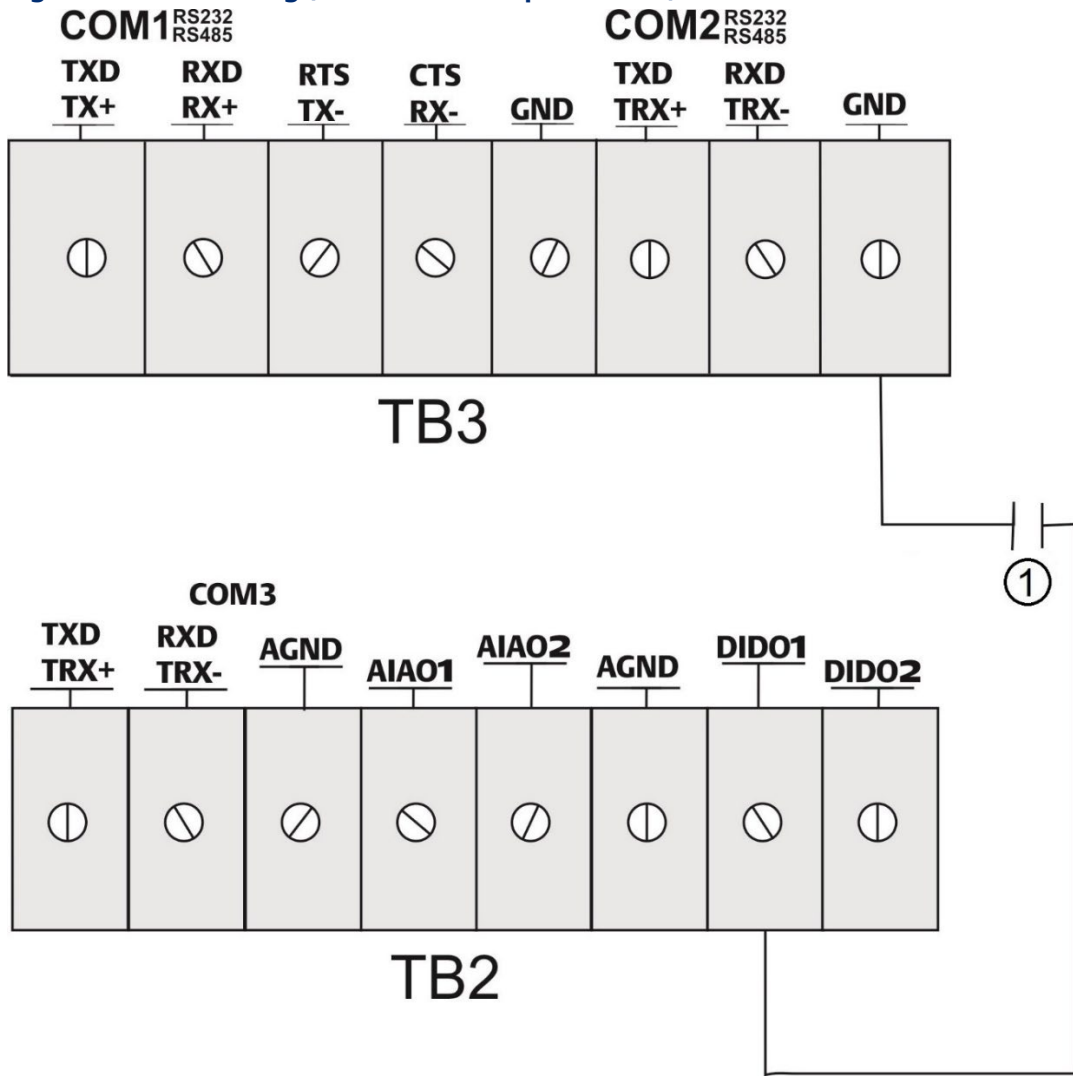 COM1 RS232
RS485
COM2 RS232
RS485
TXD RXD RTS CTS TXD RXD
TX+ RX+ TX- RX- GND TRX+ TRX- GND
TB3
1
COM3
TXD RXD AGND AIAO2 DIDO1
TRX+ TRX- AIAO1 AGND DIDO2
TB2